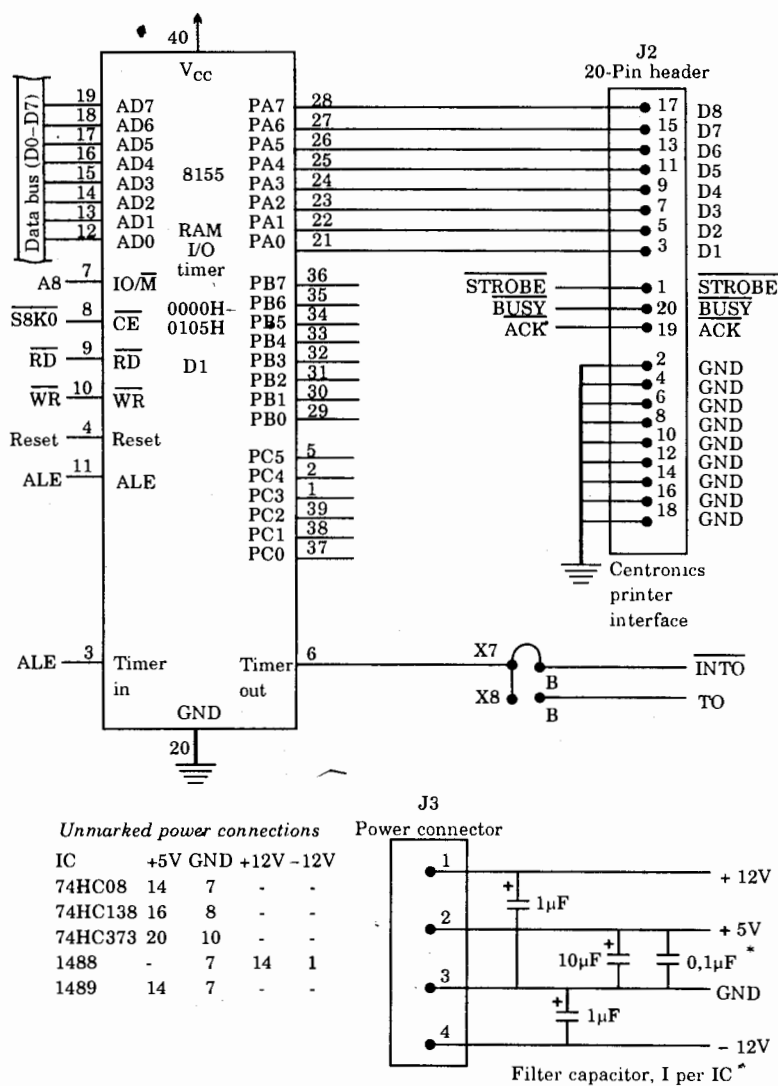 40
VCC
Data bus (D0–D7)
19 AD7
18 AD6
17 AD5
16 AD4
15 AD3
14 AD2
13 AD1
12 AD0
A8 7 IO/M̅
S8K0 8 CE
RD 9 RD
WR 10 WR
Reset 4 Reset
ALE 11 ALE
ALE 3 Timer in
8155
RAM
I/O
timer
0000H–
0105H
D1
PA7 28
PA6 27
PA5 26
PA4 25
PA3 24
PA2 23
PA1 22
PA0 21
PB7 36
PB6 35
PB5 34
PB4 33
PB3 32
PB2 31
PB1 30
PB0 29
PC5 5
PC4 2
PC3 1
PC2 39
PC1 38
PC0 37
Timer out 6
GND
20
J2
20-Pin header
17 D8
15 D7
13 D6
11 D5
9 D4
7 D3
5 D2
3 D1
STROBE 1 STROBE
BUSY 20 BUSY
ACK 19 ACK
2 GND
4 GND
6 GND
8 GND
10 GND
12 GND
14 GND
16 GND
18 GND
Centronics
printer
interface
X7 B INTO
X8 B TO
Unmarked power connections
IC +5V GND +12V -12V
74HC08 14 7 - -
74HC138 16 8 - -
74HC373 20 10 - -
1488 - 7 14 1
1489 14 7 - -
J3
Power connector
1 + 12V
+ 1µF
2 + 5V
+ 10µF 0,1µF *
3 GND
+ 1µF
4 - 12V
Filter capacitor, I per IC *